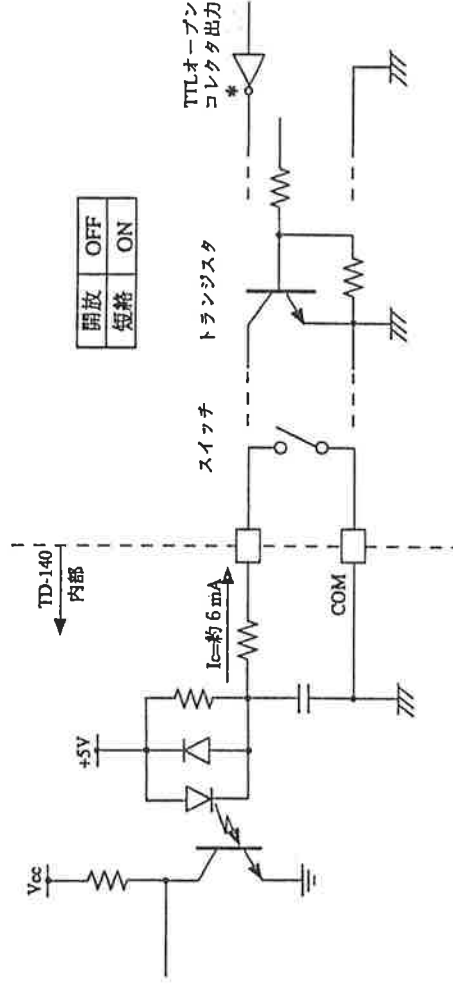 TD-140
内部
Vcc
+5V
Ic=約6mA
COM
スイッチ
トランジスタ
TTLオープン
コレクタ出力
*
開放 OFF
短絡 ON